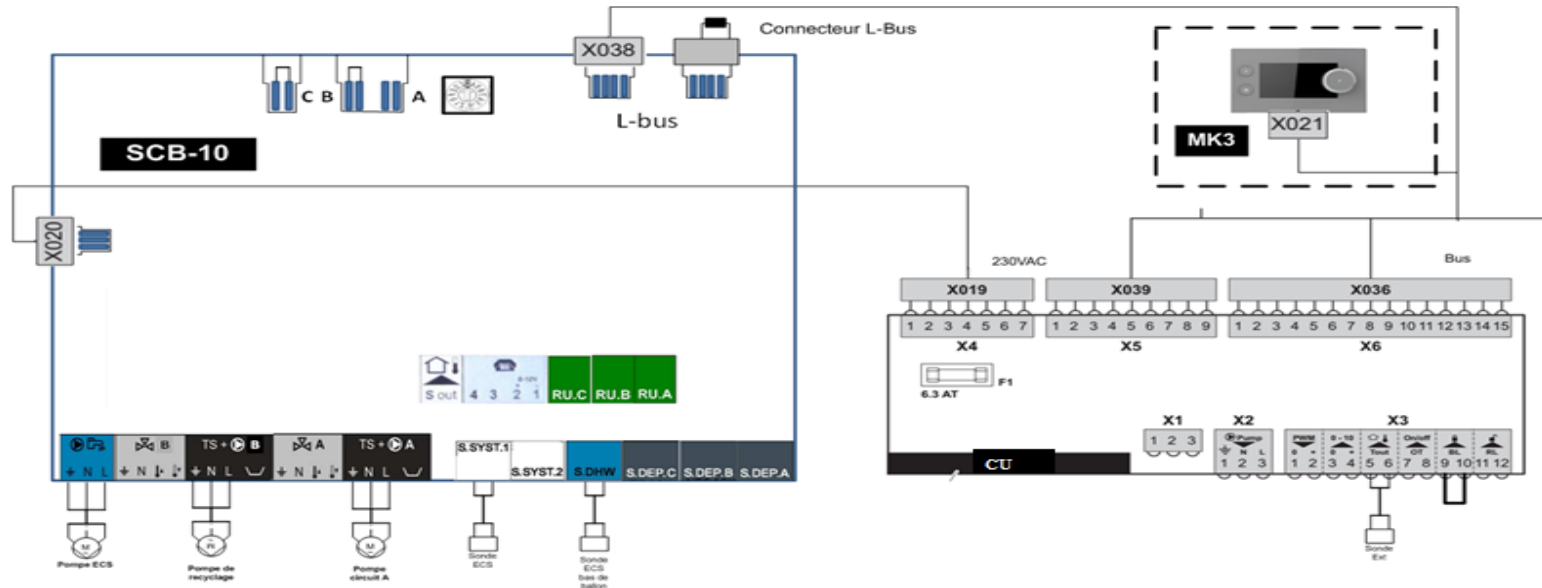 Connecteur L-Bus
X038
C B A
L-bus
SCB-10
X021
MK3
X020
230VAC
Bus
X019
X039
X036
1 2 3 4 5 6 7
1 2 3 4 5 6 7 8 9
1 2 3 4 5 6 7 8 9 10 11 12 13 14 15
X4
X5
X6
F1
6.3 AT
S out
4 3 2 1
0-10V
RU.C
RU.B
RU.A
X1
X2
X3
1 2 3
Pump
N L
1 2 3
PWM
0 +
1 2
0 - 10
0 +
3 4
Tout
5 6
On/off
OT
7 8
BL
9 10
RL
11 12
CU
B
TS + B
A
TS + A
N L
N
N L
N
N L
S.SYST.1
S.SYST.2
S.DHW
S.DEP.C
S.DEP.B
S.DEP.A
M
Pompe ECS
R
Pompe de
recyclage
M
Pompe
circuit A
Sonde
ECS
Sonde
ECS
bas de
ballon
Sonde
Ext